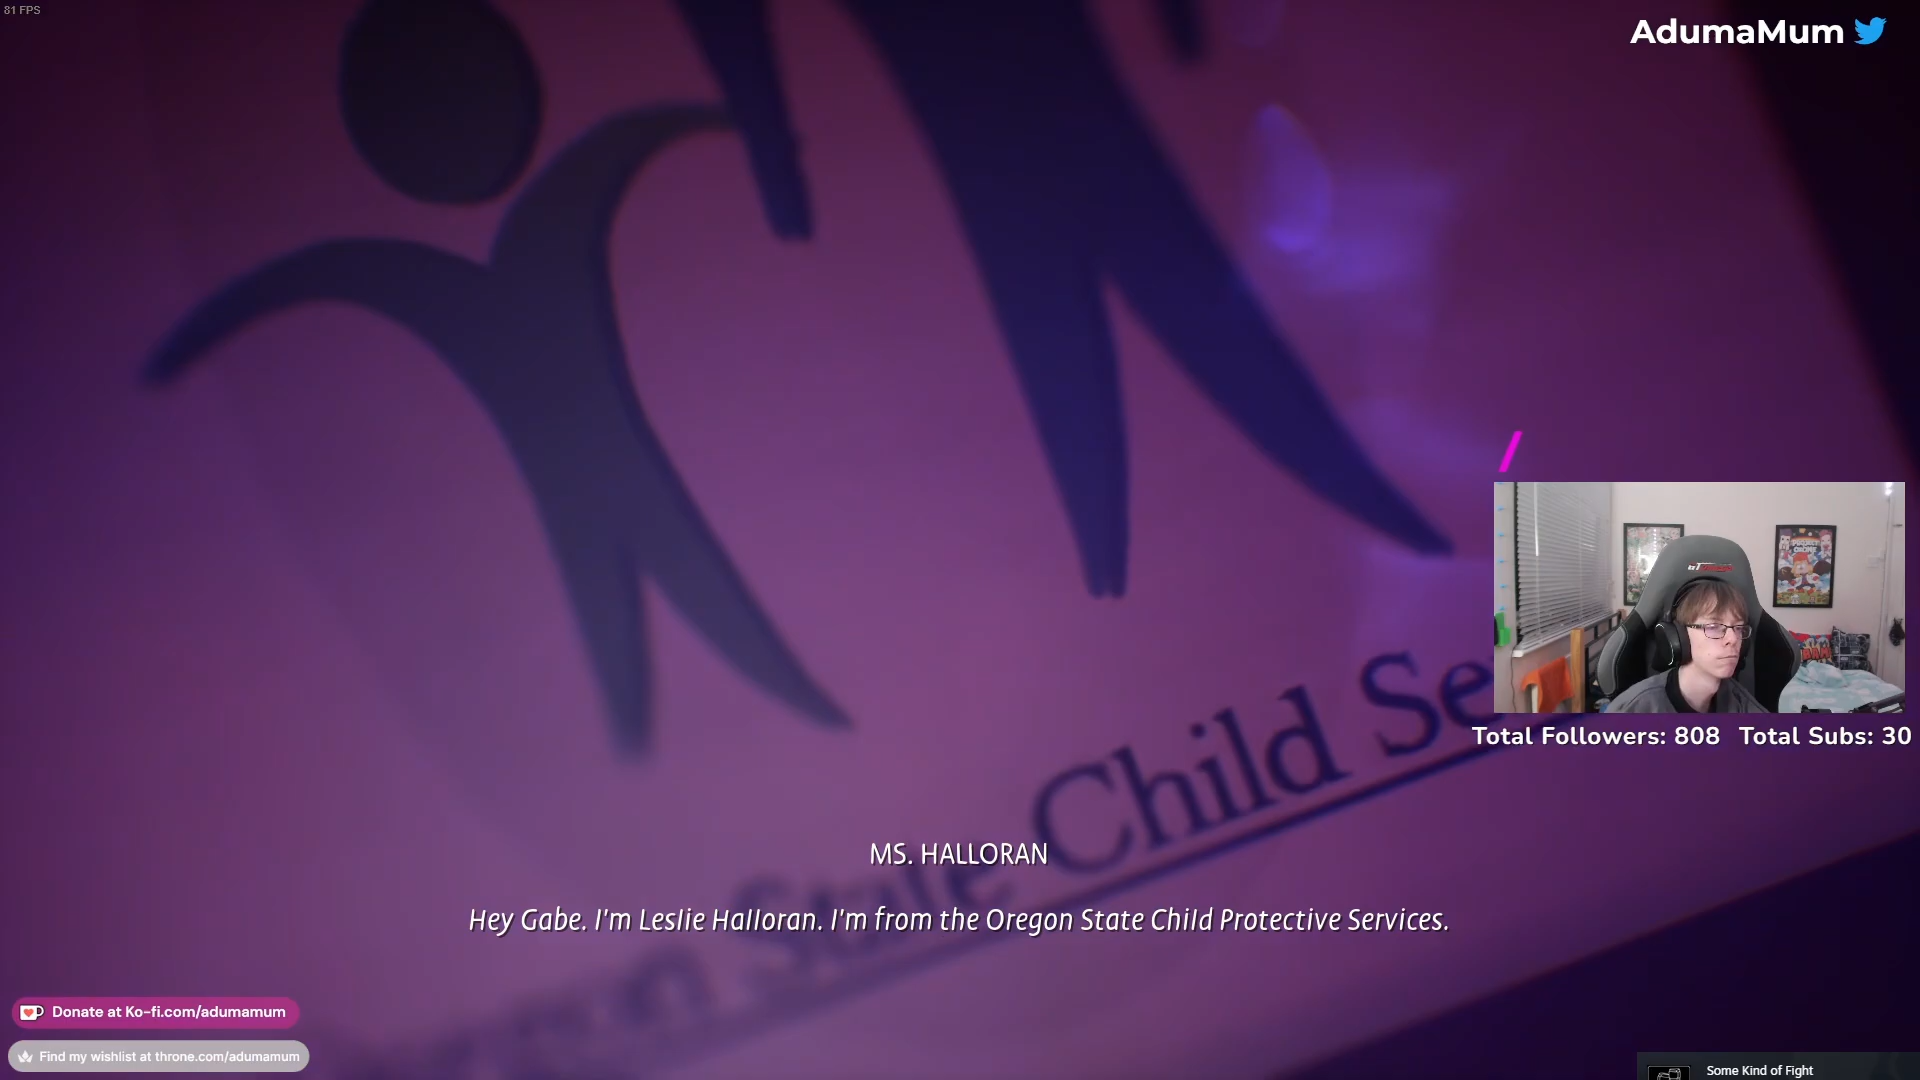 81 FPS
AdumaMum
Total Followers: 808 Total Subs: 30
State Child Se
MS. HALLORAN
Hey Gabe. I'm Leslie Halloran. I'm from the Oregon State Child Protective Services.
Donate at Ko-fi.com/adumamum
Find my wishlist at throne.com/adumamum
Some Kind of Fight